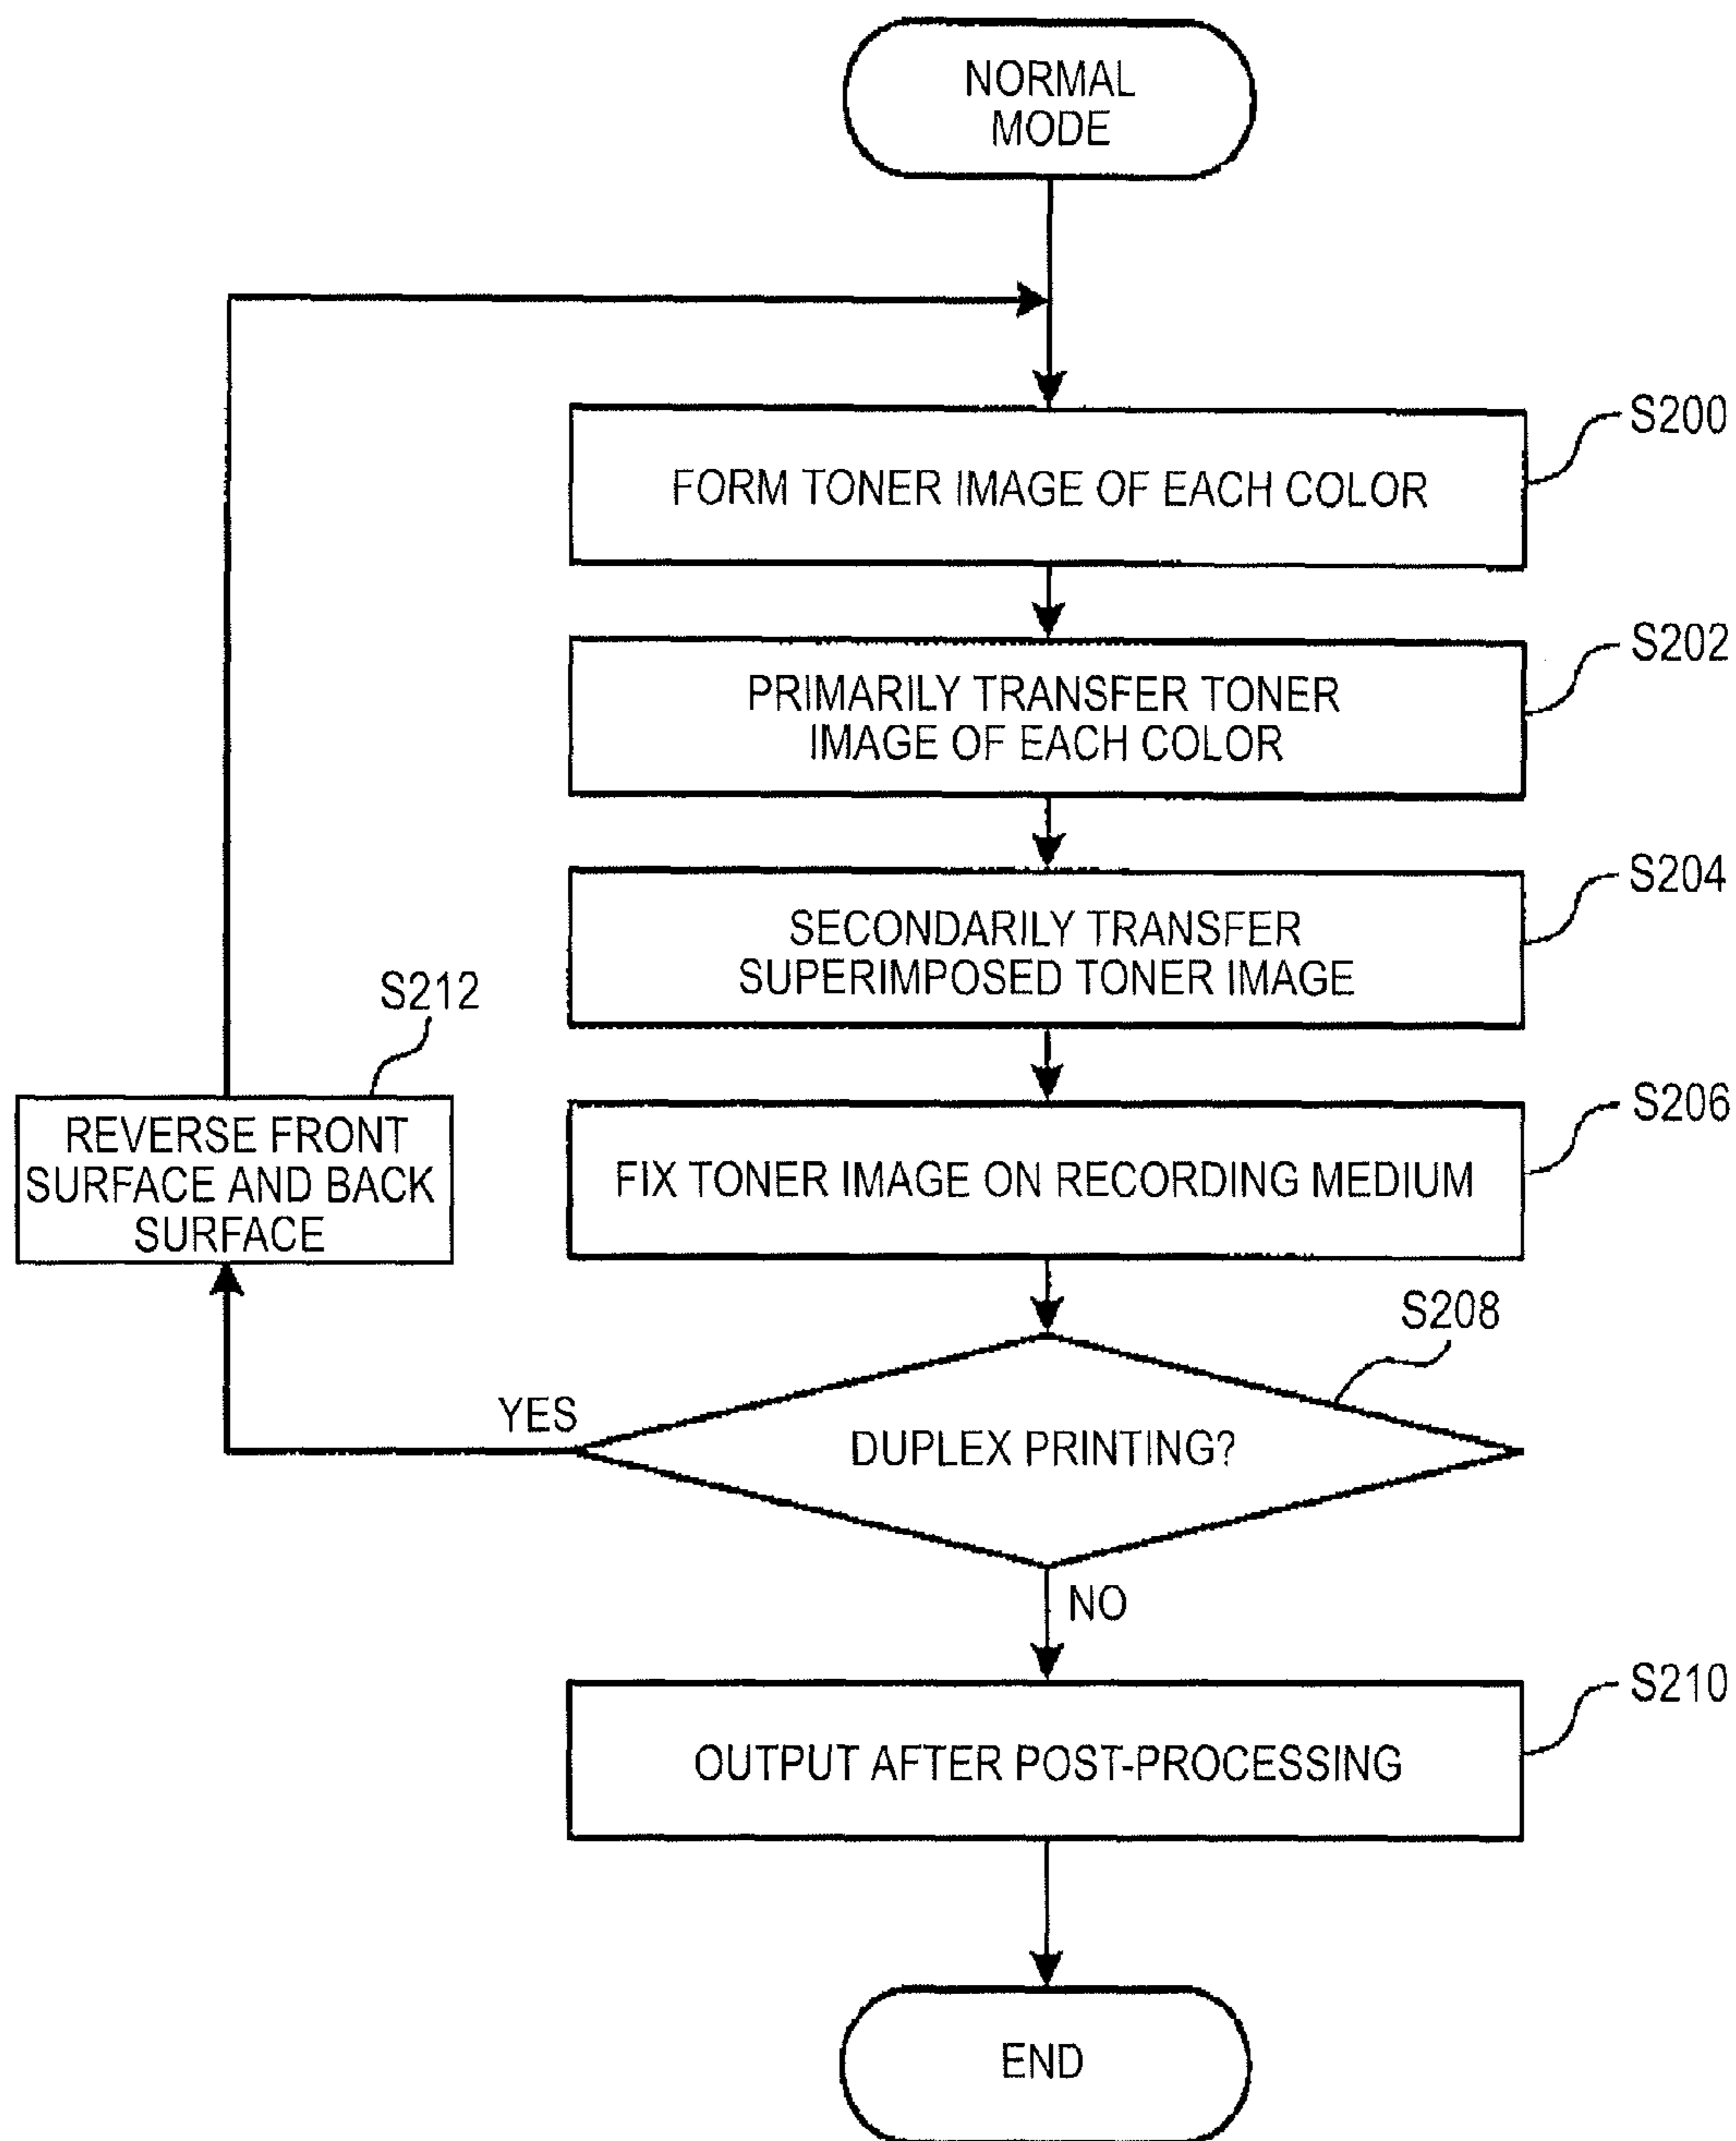 NORMAL
MODE
S200
FORM TONER IMAGE OF EACH COLOR
S202
PRIMARILY TRANSFER TONER
IMAGE OF EACH COLOR
S204
SECONDARILY TRANSFER
SUPERIMPOSED TONER IMAGE
S212
REVERSE FRONT
SURFACE AND BACK
SURFACE
S206
FIX TONER IMAGE ON RECORDING MEDIUM
S208
YES
DUPLEX PRINTING?
NO
S210
OUTPUT AFTER POST-PROCESSING
END